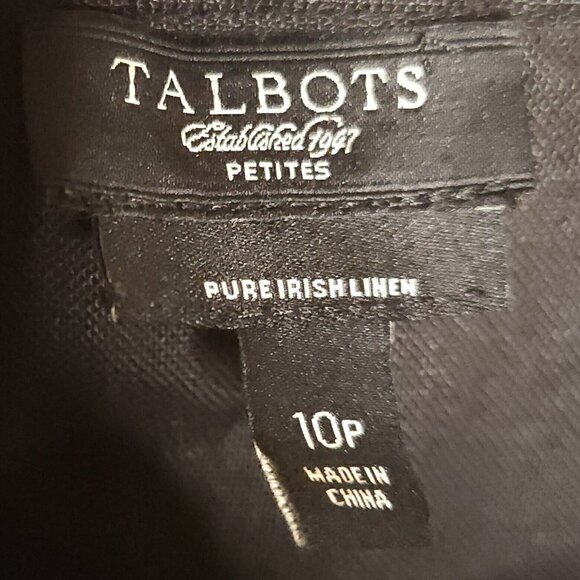 TALBOTS
Established 1947
PETITES
PURE IRISH LINEN
10P
MADE IN
CHINA